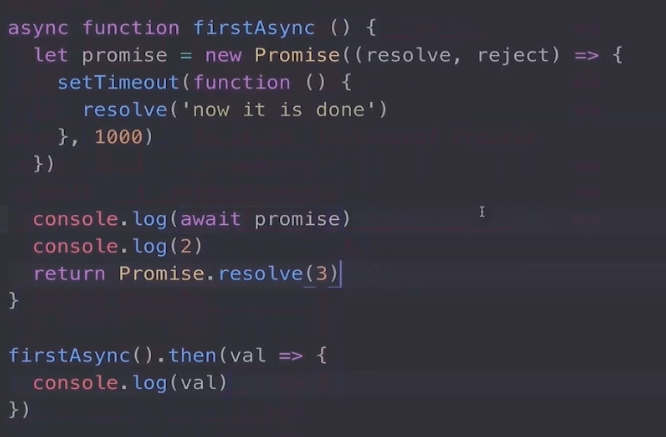 async function firstAsync () {
let promise = new Promise((resolve, reject) => {
setTimeout(function () {
resolve('now it is done')
}, 1000)
})
console.log(await promise)
console.log(2)
return Promise.resolve(3)
}
firstAsync().then(val => {
console.log(val)
})